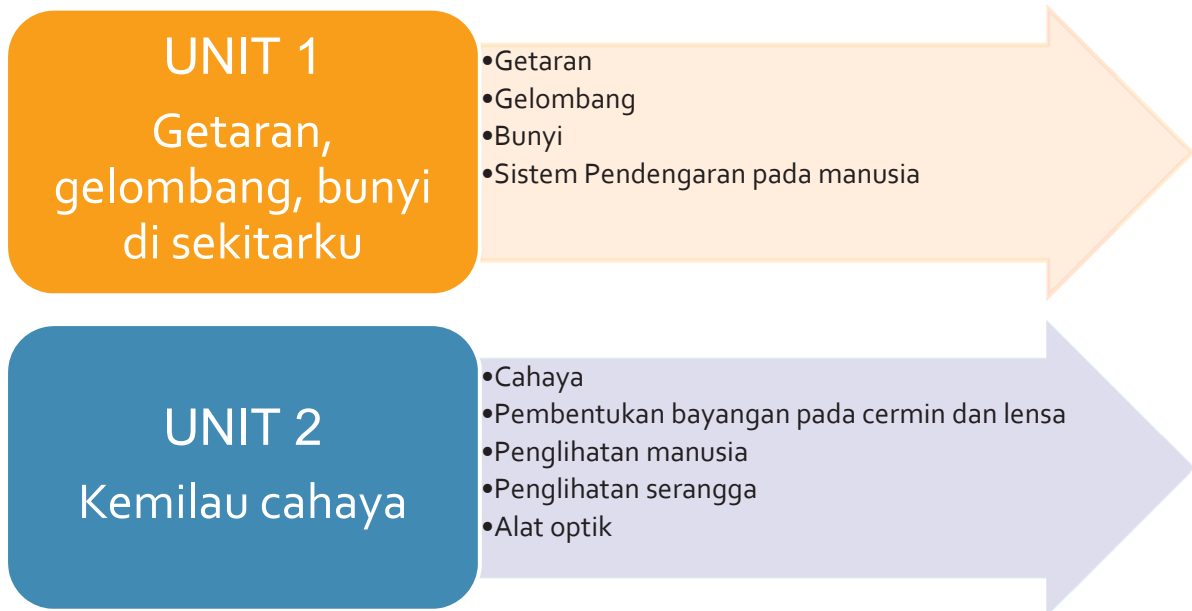 UNIT 1
Getaran,
gelombang, bunyi
di sekitarku
•Getaran
•Gelombang
•Bunyi
•Sistem Pendengaran pada manusia
UNIT 2
Kemilau cahaya
•Cahaya
•Pembentukan bayangan pada cermin dan lensa
•Penglihatan manusia
•Penglihatan serangga
•Alat optik